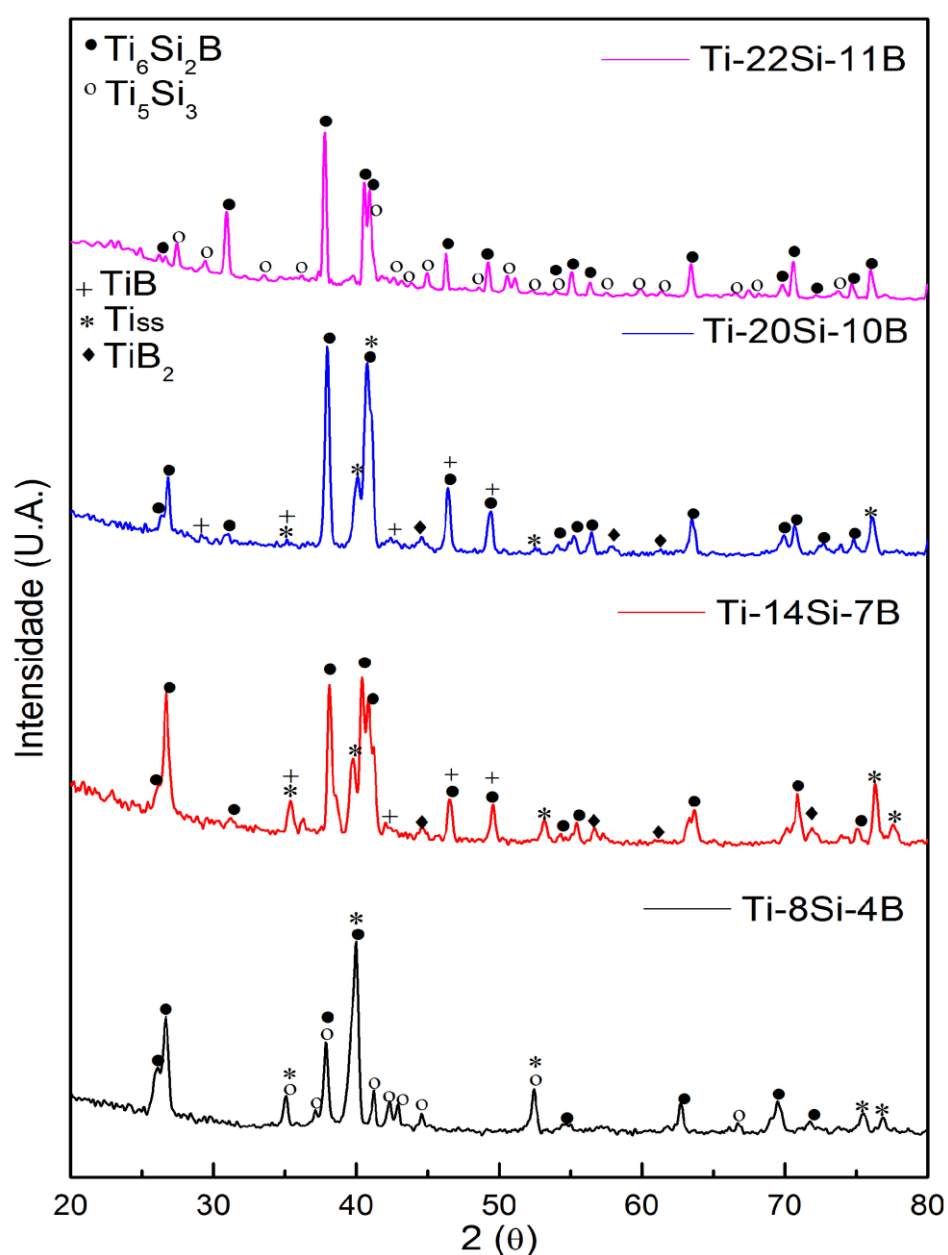 ● Ti₆Si₂B
○ Ti₅Si₃
Ti-22Si-11B
+ TiB
* Tiss
◆ TiB₂
Ti-20Si-10B
Ti-14Si-7B
Ti-8Si-4B
Intensidade (U.A.)
20 30 40 50 60 70 80
2 (θ)